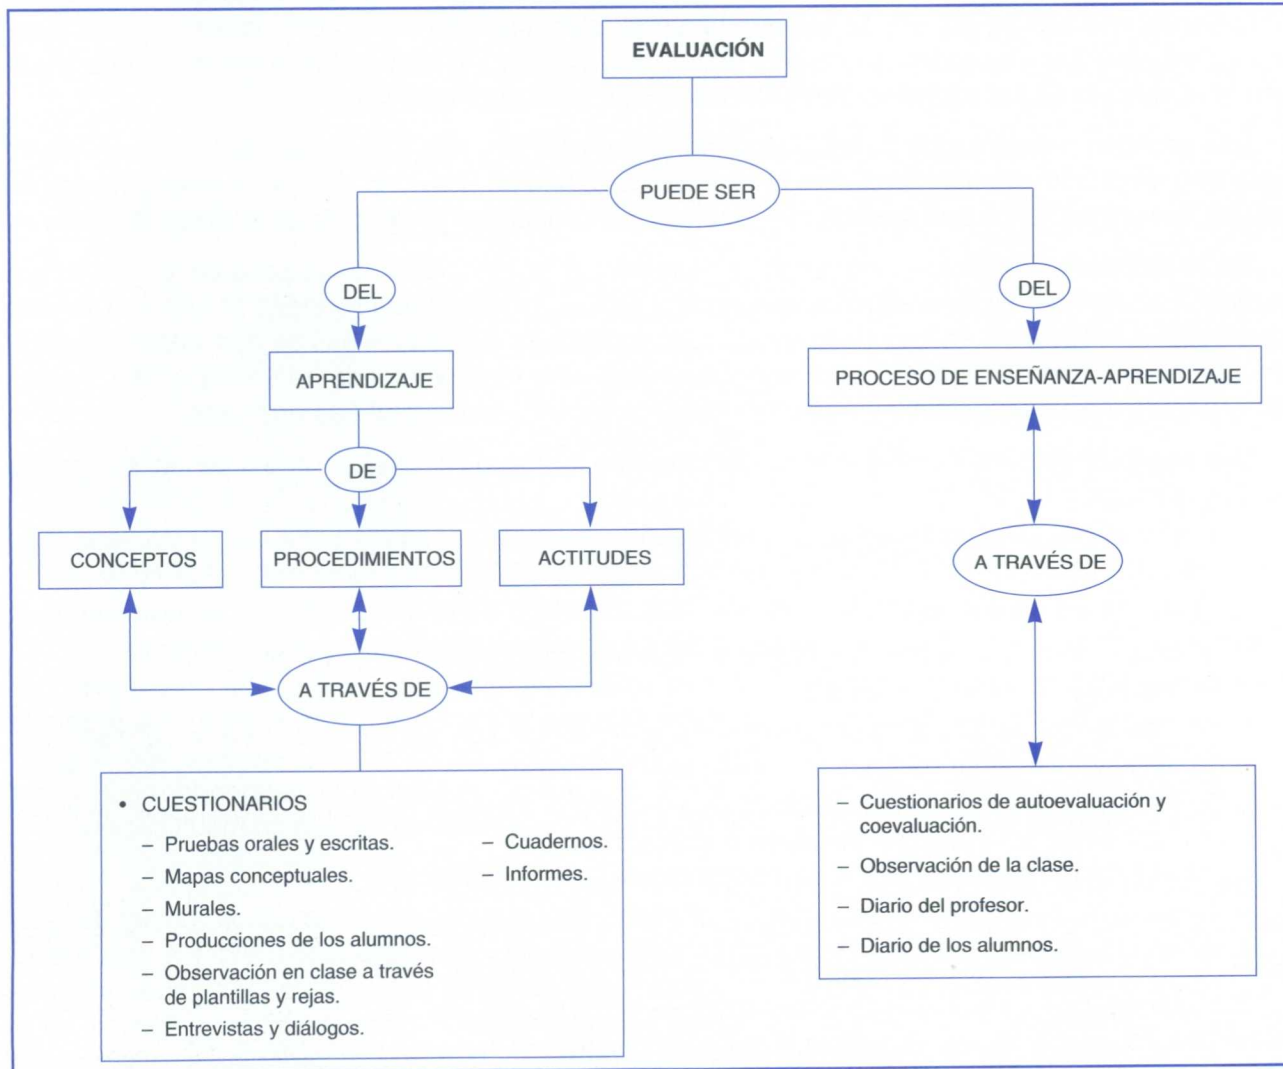 EVALUACIÓN
PUEDE SER
DEL
DEL
APRENDIZAJE
PROCESO DE ENSEÑANZA-APRENDIZAJE
DE
CONCEPTOS
PROCEDIMIENTOS
ACTITUDES
A TRAVÉS DE
A TRAVÉS DE
• CUESTIONARIOS
– Pruebas orales y escritas.
– Mapas conceptuales.
– Murales.
– Producciones de los alumnos.
– Observación en clase a través
de plantillas y rejas.
– Entrevistas y diálogos.
– Cuadernos.
– Informes.
– Cuestionarios de autoevaluación y
coevaluación.
– Observación de la clase.
– Diario del profesor.
– Diario de los alumnos.